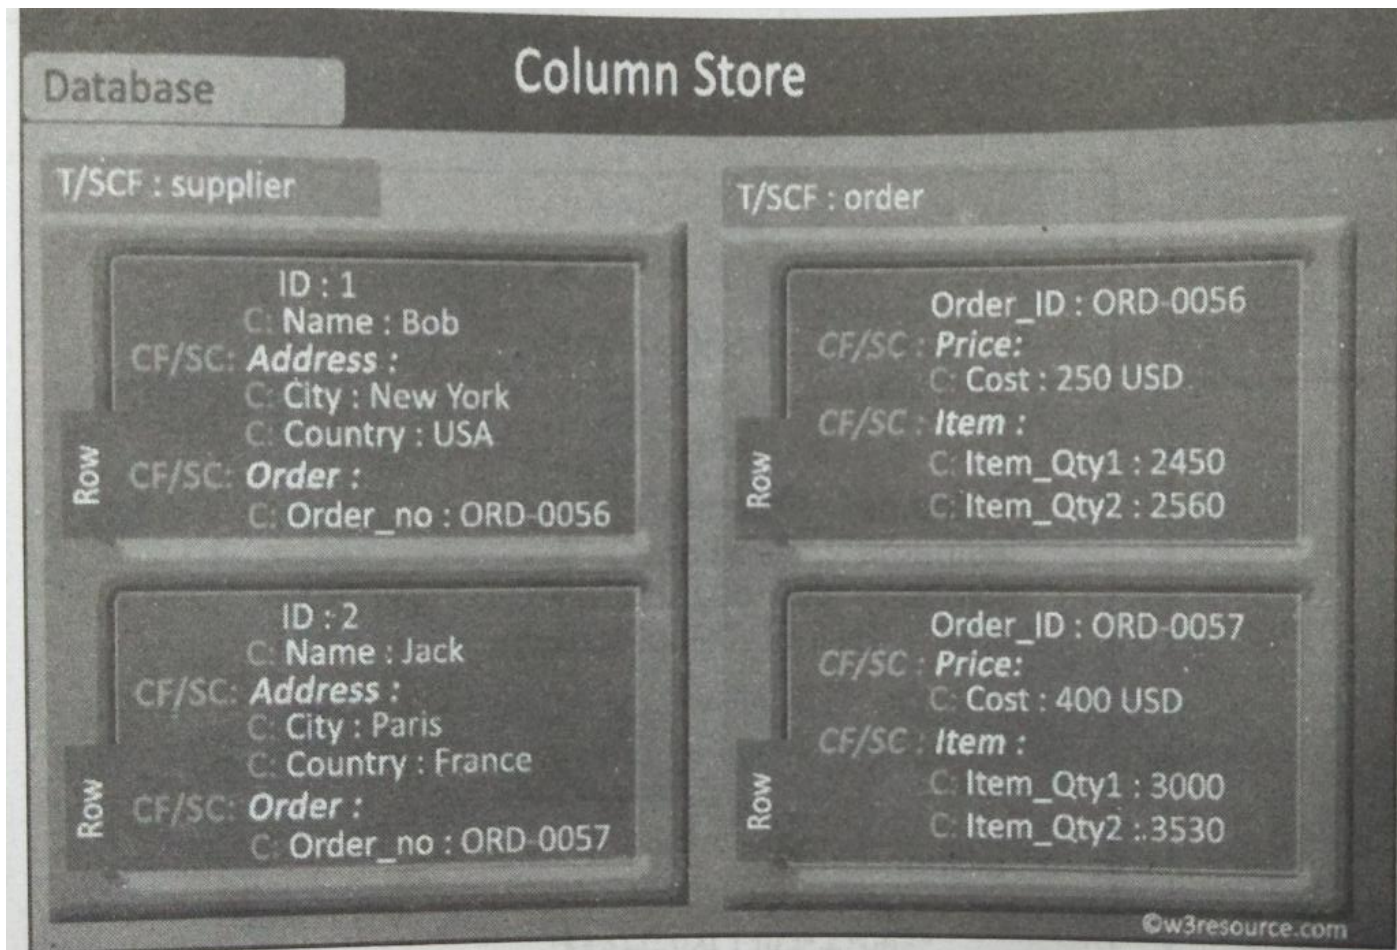 Column Store
Database
T/SCF : supplier
Row
ID : 1
C: Name : Bob
CF/SC: Address :
C: City : New York
C: Country : USA
CF/SC: Order :
C: Order_no : ORD-0056
Row
ID : 2
C: Name : Jack
CF/SC: Address :
C: City : Paris
C: Country : France
CF/SC: Order :
C: Order_no : ORD-0057
T/SCF : order
Row
Order_ID : ORD-0056
CF/SC : Price:
C: Cost : 250 USD
CF/SC : Item :
C: Item_Qty1 : 2450
C: Item_Qty2 : 2560
Row
Order_ID : ORD-0057
CF/SC : Price:
C: Cost : 400 USD
CF/SC : Item :
C: Item_Qty1 : 3000
C: Item_Qty2 : 3530
©w3resource.com